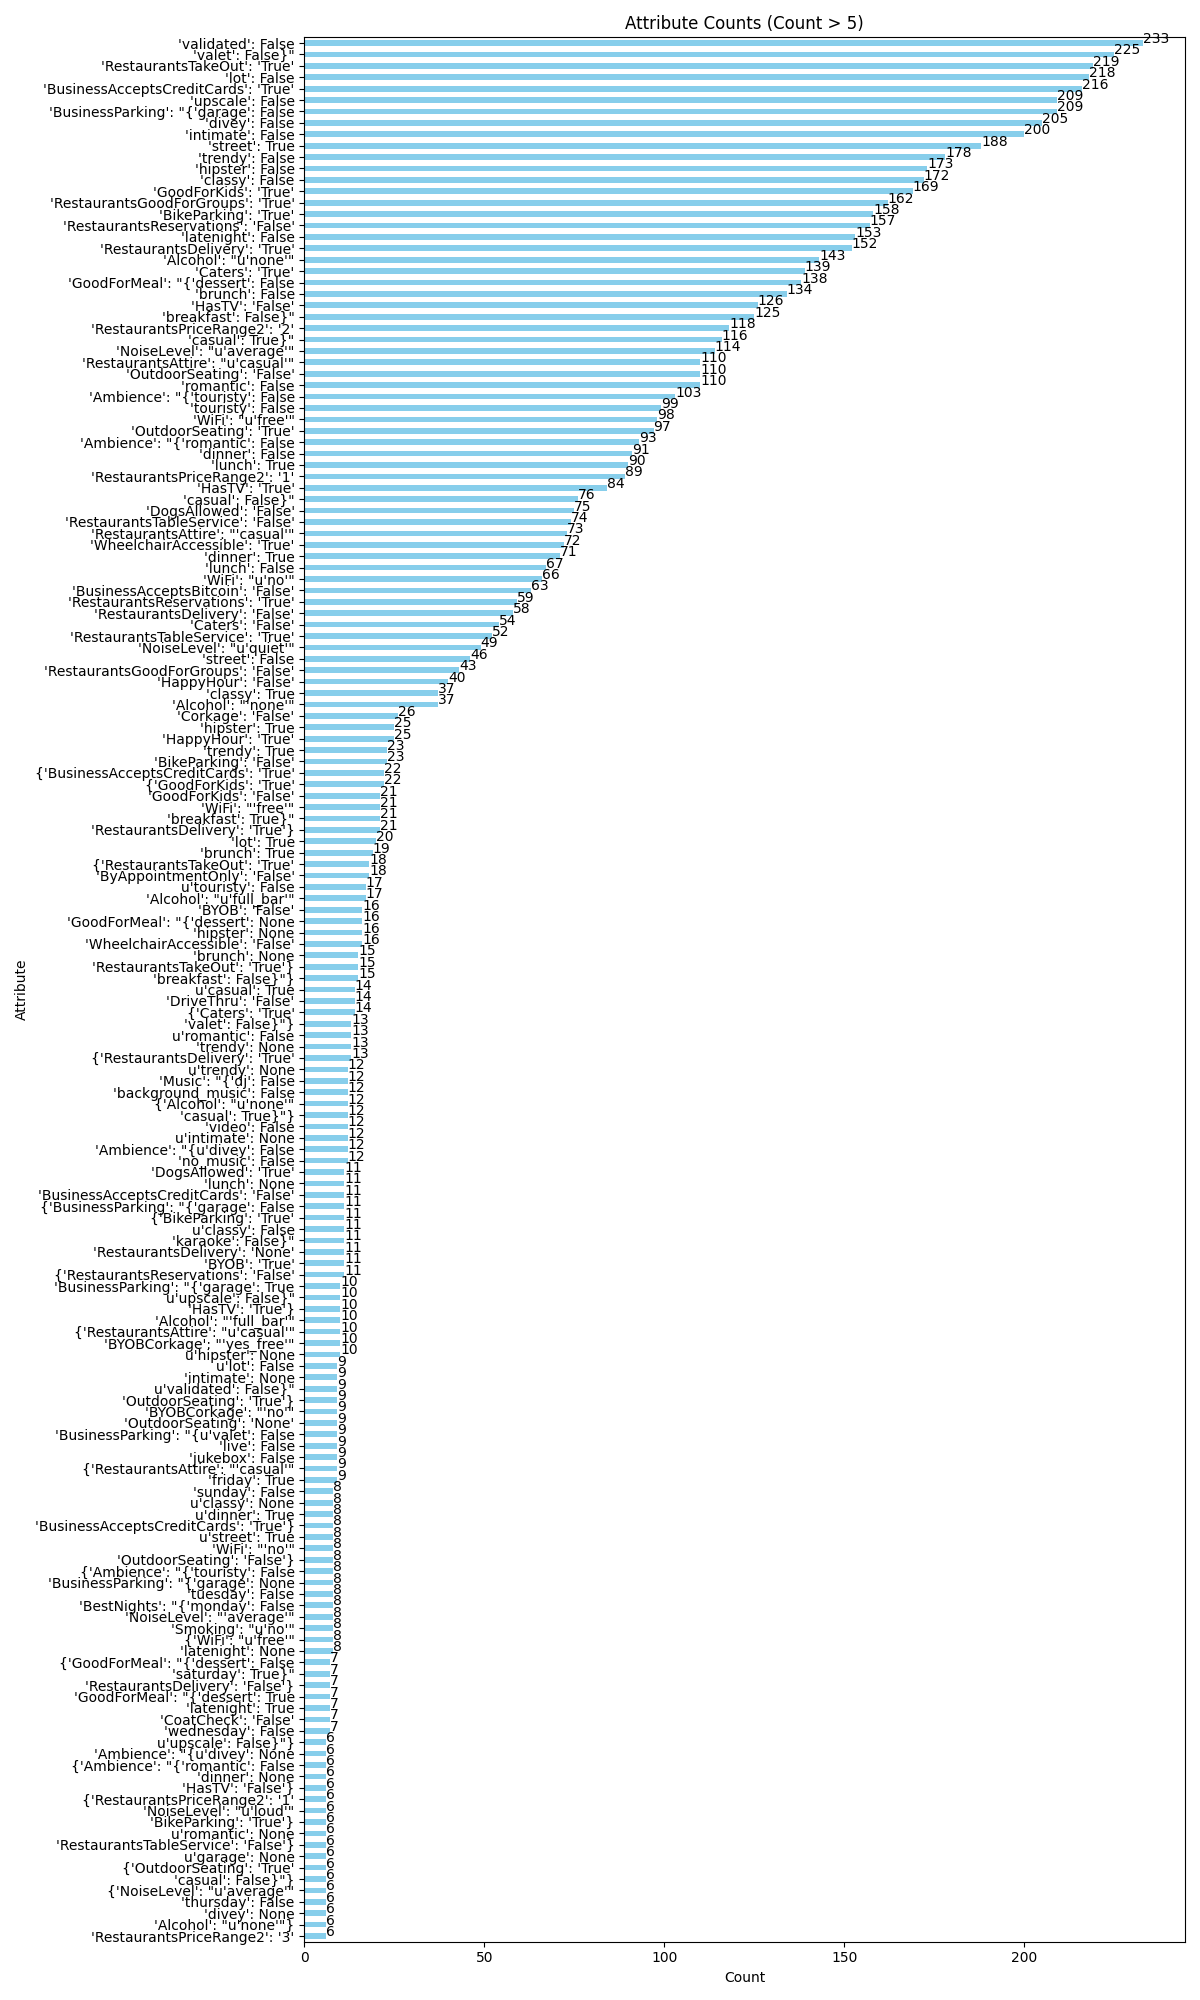 Attribute Counts (Count > 5)
'validated': False 233
'valet': False}" 225
'RestaurantsTakeOut': 'True' 219
'lot': False 218
'BusinessAcceptsCreditCards': 'True' 216
'upscale': False 209
'BusinessParking': "{'garage': False 209
'divey': False 205
'intimate': False 200
'street': True 188
'trendy': False 178
'hipster': False 173
'classy': False 172
'GoodForKids': 'True' 169
'RestaurantsGoodForGroups': 'True' 162
'BikeParking': 'True' 158
'RestaurantsReservations': 'False' 157
'latenight': False 153
'RestaurantsDelivery': 'True' 152
'Alcohol': "u'none'" 143
'Caters': 'True' 139
'GoodForMeal': "{'dessert': False 138
'brunch': False 134
'HasTV': 'False' 126
'breakfast': False}" 125
'RestaurantsPriceRange2': '2' 118
'casual': True}" 116
'NoiseLevel': "u'average'" 114
'RestaurantsAttire': "u'casual'" 110
'OutdoorSeating': 'False' 110
'romantic': False 110
'Ambience': "{'touristy': False 103
'touristy': False 99
'WiFi': "u'free'" 98
'OutdoorSeating': 'True' 97
'Ambience': "{'romantic': False 93
'dinner': False 91
'lunch': True 90
'RestaurantsPriceRange2': '1' 89
'HasTV': 'True' 84
'casual': False}" 76
'DogsAllowed': 'False' 75
'RestaurantsTableService': 'False' 74
'RestaurantsAttire': "'casual'" 73
'WheelchairAccessible': 'True' 72
'dinner': True 71
'lunch': False 67
'WiFi': "u'no'" 66
'BusinessAcceptsBitcoin': 'False' 63
'RestaurantsReservations': 'True' 59
'RestaurantsDelivery': 'False' 58
'Caters': 'False' 54
'RestaurantsTableService': 'True' 52
'NoiseLevel': "u'quiet'" 49
'street': False 46
'RestaurantsGoodForGroups': 'False' 43
'HappyHour': 'False' 40
'classy': True 37
'Alcohol': "'none'" 37
'Corkage': 'False' 26
'hipster': True 25
'HappyHour': 'True' 25
'trendy': True 23
'BikeParking': 'False' 23
{'BusinessAcceptsCreditCards': 'True' 22
{'GoodForKids': 'True' 22
'GoodForKids': 'False' 21
'WiFi': "'free'" 21
'breakfast': True}" 21
'RestaurantsDelivery': 'True'} 21
'lot': True 20
'brunch': True 19
{'RestaurantsTakeOut': 'True' 18
'ByAppointmentOnly': 'False' 18
u'touristy': False 17
'Alcohol': "u'full_bar'" 17
'BYOB': 'False' 16
'GoodForMeal': "{'dessert': None 16
'hipster': None 16
'WheelchairAccessible': 'False' 16
'brunch': None 15
'RestaurantsTakeOut': 'True'} 15
'breakfast': False}"} 15
u'casual': True 14
'DriveThru': 'False' 14
{'Caters': 'True' 14
'valet': False}"} 13
u'romantic': False 13
'trendy': None 13
{'RestaurantsDelivery': 'True' 13
u'trendy': None 12
'Music': "{'dj': False 12
'background_music': False 12
{'Alcohol': "u'none'" 12
'casual': True}"} 12
'video': False 12
u'intimate': None 12
'Ambience': "{u'divey': False 12
'no_music': False 12
'DogsAllowed': 'True' 11
'lunch': None 11
'BusinessAcceptsCreditCards': 'False' 11
{'BusinessParking': "{'garage': False 11
{'BikeParking': 'True' 11
u'classy': False 11
'karaoke': False}" 11
'RestaurantsDelivery': 'None' 11
'BYOB': 'True' 11
{'RestaurantsReservations': 'False' 11
'BusinessParking': "{'garage': True 10
u'upscale': False}" 10
'HasTV': 'True'} 10
'Alcohol': "'full_bar'" 10
{'RestaurantsAttire': "u'casual'" 10
'BYOBCorkage': "'yes_free'" 10
u'hipster': None 10
u'lot': False 9
'intimate': None 9
u'validated': False}" 9
'OutdoorSeating': 'True'} 9
'BYOBCorkage': "'no'" 9
'OutdoorSeating': 'None' 9
'BusinessParking': "{u'valet': False 9
'live': False 9
'jukebox': False 9
{'RestaurantsAttire': "'casual'" 9
'friday': True 9
'sunday': False 8
u'classy': None 8
u'dinner': True 8
'BusinessAcceptsCreditCards': 'True'} 8
u'street': True 8
'WiFi': "'no'" 8
'OutdoorSeating': 'False'} 8
{'Ambience': "{'touristy': False 8
'BusinessParking': "{'garage': None 8
'tuesday': False 8
'BestNights': "{'monday': False 8
'NoiseLevel': "'average'" 8
'Smoking': "u'no'" 8
{'WiFi': "u'free'" 8
'latenight': None 8
{'GoodForMeal': "{'dessert': False 7
'saturday': True}" 7
'RestaurantsDelivery': 'False'} 7
'GoodForMeal': "{'dessert': True 7
'latenight': True 7
'CoatCheck': 'False' 7
'wednesday': False 7
u'upscale': False}"} 6
'Ambience': "{u'divey': None 6
{'Ambience': "{'romantic': False 6
'dinner': None 6
'HasTV': 'False'} 6
{'RestaurantsPriceRange2': '1' 6
'NoiseLevel': "u'loud'" 6
'BikeParking': 'True'} 6
u'romantic': None 6
'RestaurantsTableService': 'False'} 6
u'garage': None 6
{'OutdoorSeating': 'True' 6
'casual': False}"} 6
{'NoiseLevel': "u'average'" 6
'thursday': False 6
'divey': None 6
'Alcohol': "u'none'"} 6
'RestaurantsPriceRange2': '3' 6
Attribute
0 50 100 150 200
Count